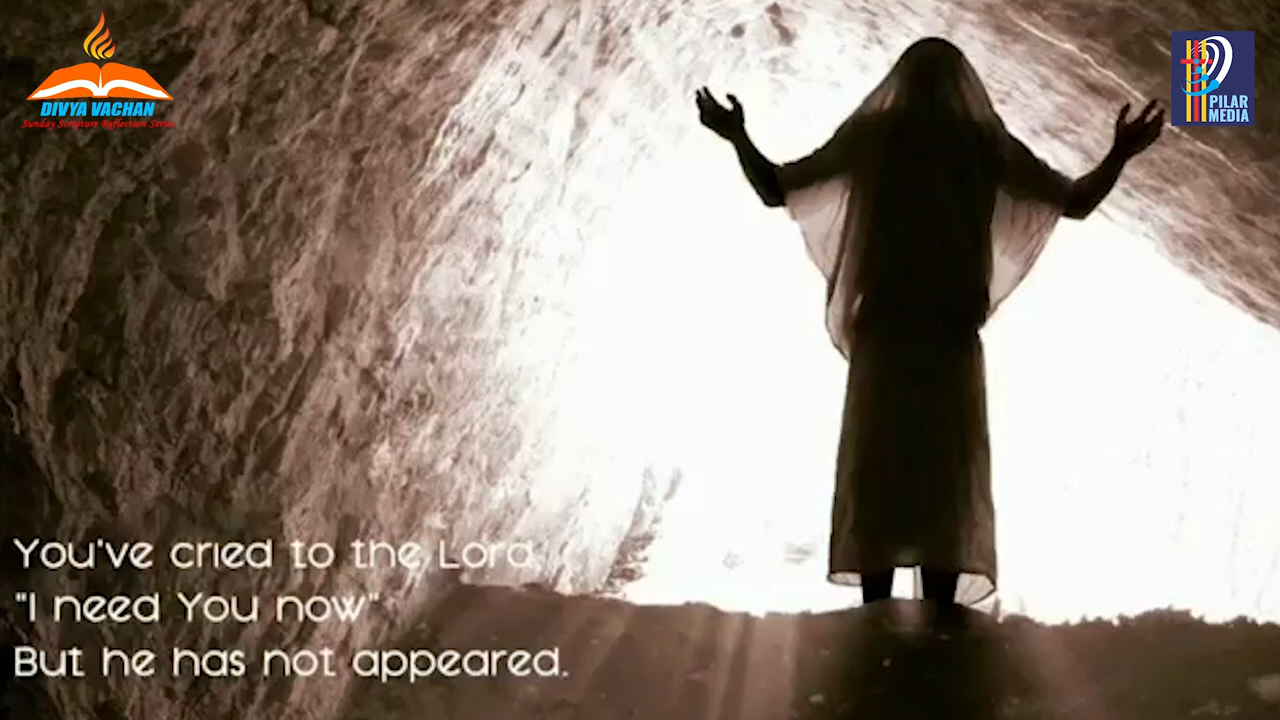 DIVYA VACHAN
Sunday Scripture Reflection Series
PILAR
MEDIA
You've cried to the Lord
"I need You now"
But he has not appeared.